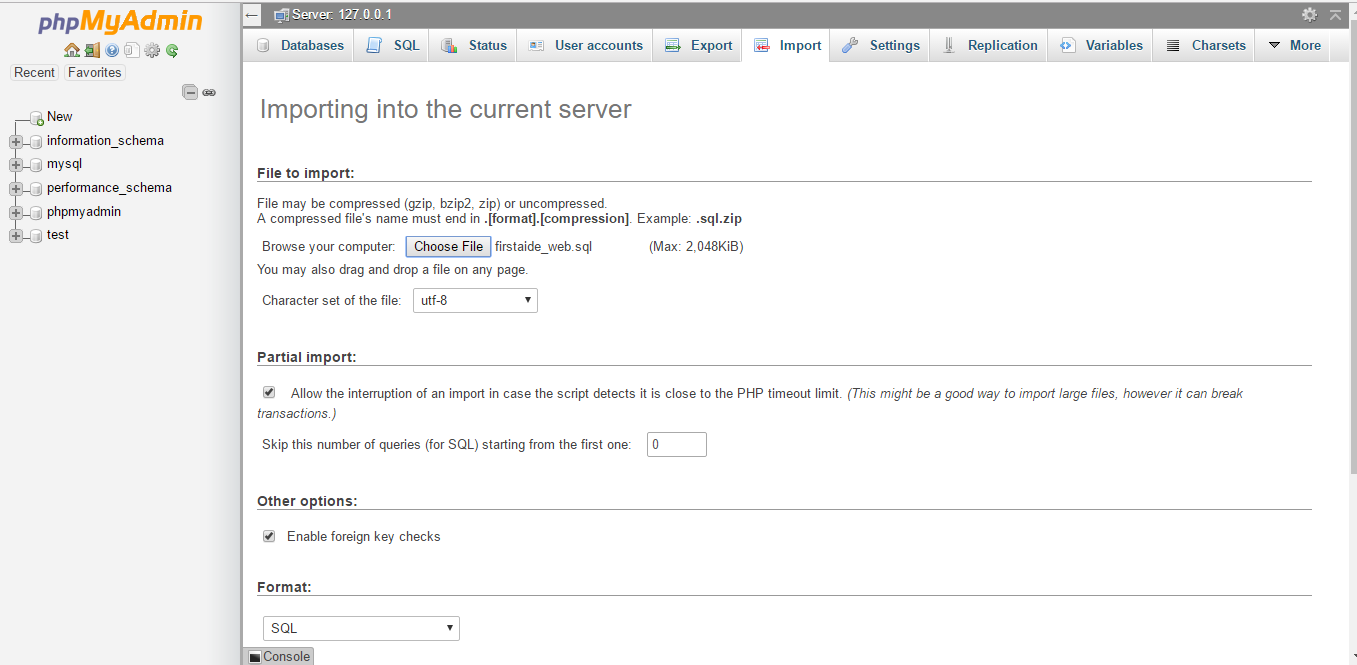 phpMyAdmin
Recent Favorites
New
information_schema
mysql
performance_schema
phpmyadmin
test
Server: 127.0.0.1
Databases SQL Status User accounts Export Import Settings Replication Variables Charsets More
Importing into the current server
File to import:
File may be compressed (gzip, bzip2, zip) or uncompressed.
A compressed file's name must end in .[format].[compression]. Example: .sql.zip
Browse your computer: Choose File firstaide_web.sql (Max: 2,048KiB)
You may also drag and drop a file on any page.
Character set of the file: utf-8
Partial import:
Allow the interruption of an import in case the script detects it is close to the PHP timeout limit. (This might be a good way to import large files, however it can break
transactions.)
Skip this number of queries (for SQL) starting from the first one: 0
Other options:
Enable foreign key checks
Format:
SQL
Console